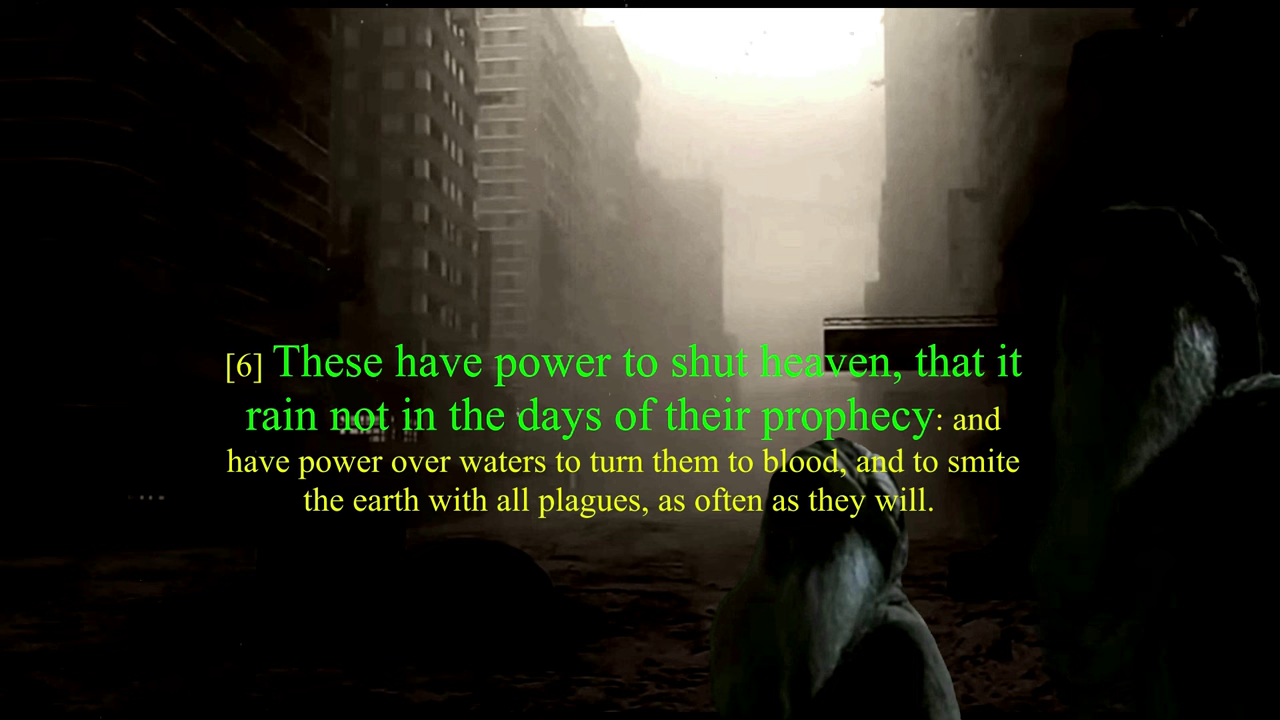 [6] These have power to shut heaven, that it
rain not in the days of their prophecy: and
have power over waters to turn them to blood, and to smite
the earth with all plagues, as often as they will.